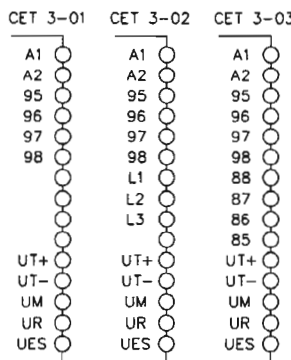 CET 3-01 CET 3-02 CET 3-03
A1 A1 A1
A2 A2 A2
95 95 95
96 96 96
97 97 97
98 98 98
L1 88
L2 87
L3 86
85
UT+ UT+ UT+
UT- UT- UT-
UM UM UM
UR UR UR
UES UES UES